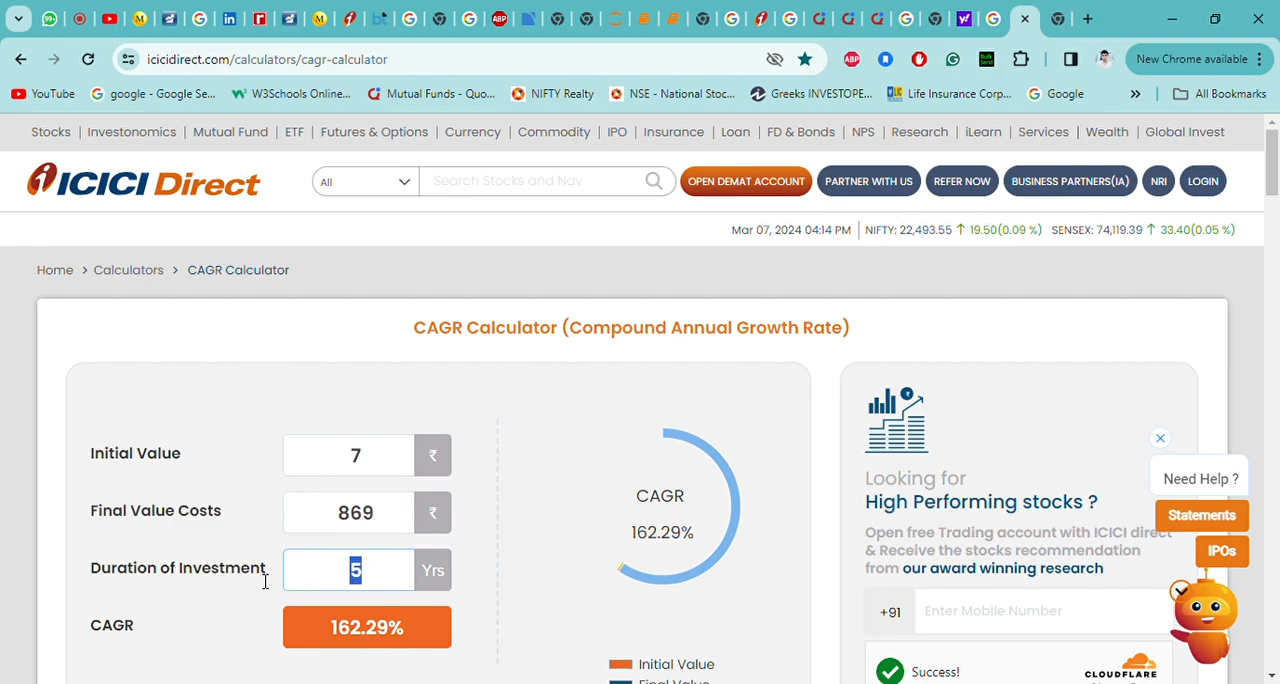 99+
icicidirect.com/calculators/cagr-calculator
ABP
New Chrome available
YouTube
google - Google Se...
W3Schools Online...
Mutual Funds - Quo...
NIFTY Realty
NSE - National Stoc...
Greeks INVESTOPE...
Life Insurance Corp...
Google
All Bookmarks
Stocks | Investonomics | Mutual Fund | ETF | Futures & Options | Currency | Commodity | IPO | Insurance | Loan | FD & Bonds | NPS | Research | iLearn | Services | Wealth | Global Invest
ICICI Direct
All
Search Stocks and Nav
OPEN DEMAT ACCOUNT
PARTNER WITH US
REFER NOW
BUSINESS PARTNERS(IA)
NRI
LOGIN
Mar 07, 2024 04:14 PM | NIFTY: 22,493.55 ↑ 19.50(0.09 %) SENSEX: 74,119.39 ↑ 33.40(0.05 %)
Home > Calculators > CAGR Calculator
CAGR Calculator (Compound Annual Growth Rate)
Initial Value 7 ₹
Final Value Costs 869 ₹
Duration of Investment 5 Yrs
CAGR 162.29%
CAGR
162.29%
Initial Value
Final Value
Looking for
High Performing stocks ?
Open free Trading account with ICICI direct
& Receive the stocks recommendation
from our award winning research
+91 Enter Mobile Number
Success!
CLOUDFLARE
Need Help ?
Statements
IPOs